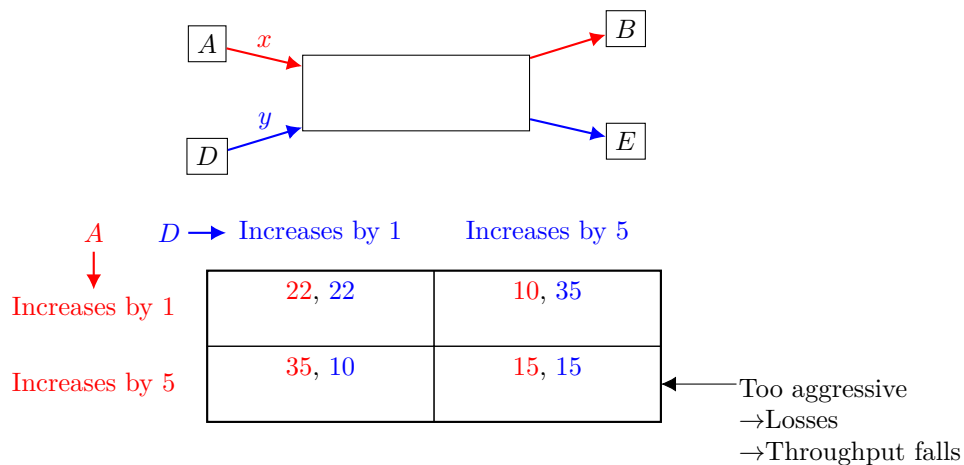 A
x
B
y
D
E
A
D
Increases by 1
Increases by 5
Increases by 1
22, 22
10, 35
Increases by 5
35, 10
15, 15
Too aggressive
→Losses
→Throughput falls